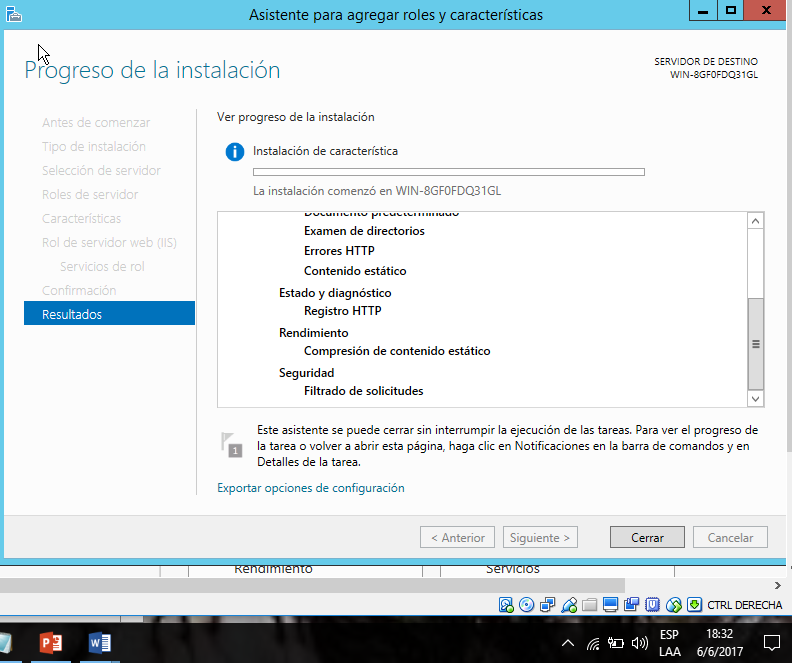 Asistente para agregar roles y características
Progreso de la instalación
SERVIDOR DE DESTINO
WIN-8GF0FDQ31GL
Antes de comenzar
Tipo de instalación
Selección de servidor
Roles de servidor
Características
Rol de servidor web (IIS)
Servicios de rol
Confirmación
Resultados
Ver progreso de la instalación
Instalación de característica
La instalación comenzó en WIN-8GF0FDQ31GL
Documento predeterminado
Examen de directorios
Errores HTTP
Contenido estático
Estado y diagnóstico
Registro HTTP
Rendimiento
Compresión de contenido estático
Seguridad
Filtrado de solicitudes
1
Este asistente se puede cerrar sin interrumpir la ejecución de las tareas. Para ver el progreso de
la tarea o volver a abrir esta página, haga clic en Notificaciones en la barra de comandos y en
Detalles de la tarea.
Exportar opciones de configuración
< Anterior Siguiente > Cerrar Cancelar
Rendimiento Servicios
CTRL DERECHA
ESP 18:32
LAA 6/6/2017